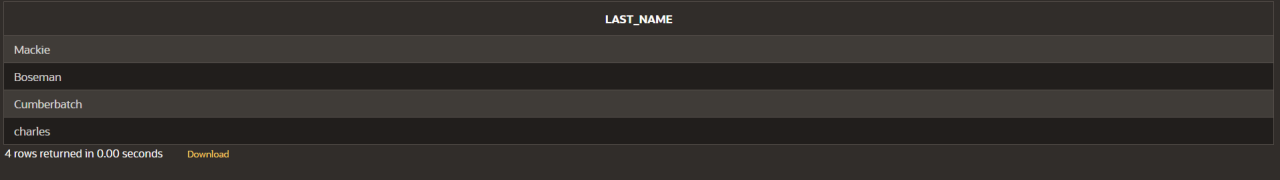 LAST_NAME
Mackie
Boseman
Cumberbatch
charles
4 rows returned in 0.00 seconds Download